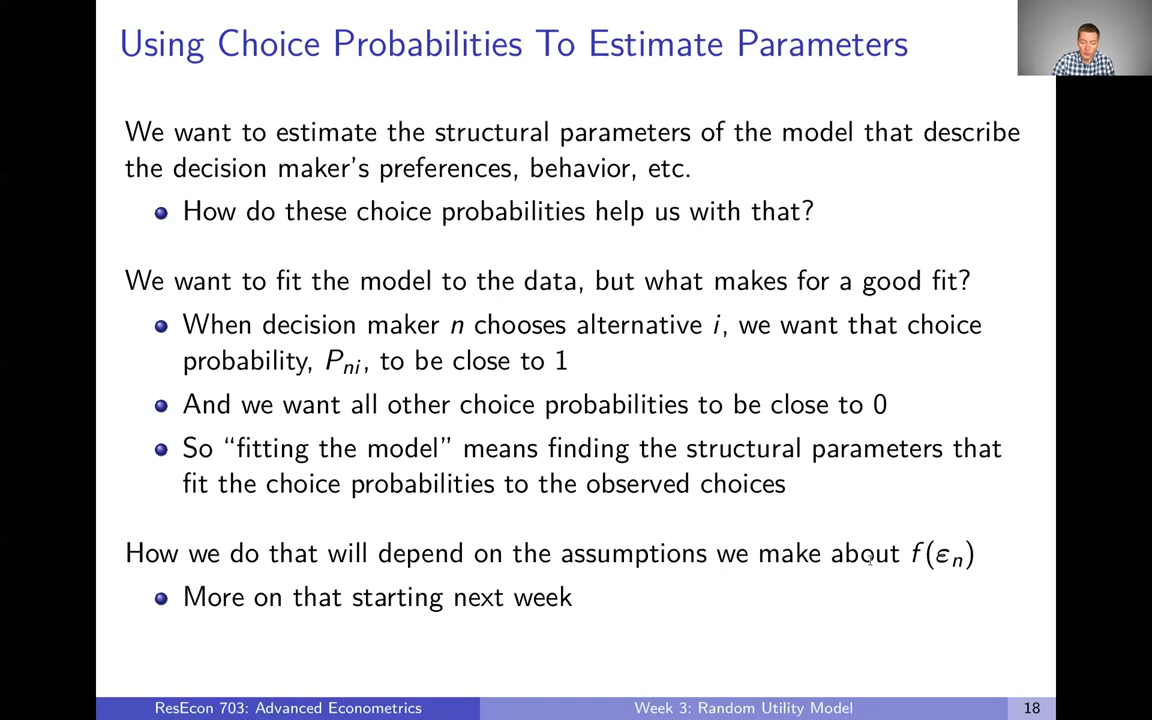 Using Choice Probabilities To Estimate Parameters
We want to estimate the structural parameters of the model that describe
the decision maker's preferences, behavior, etc.
How do these choice probabilities help us with that?
We want to fit the model to the data, but what makes for a good fit?
When decision maker n chooses alternative i, we want that choice
probability, Pni, to be close to 1
And we want all other choice probabilities to be close to 0
So “fitting the model” means finding the structural parameters that
fit the choice probabilities to the observed choices
How we do that will depend on the assumptions we make about f(εn)
More on that starting next week
ResEcon 703: Advanced Econometrics
Week 3: Random Utility Model
18